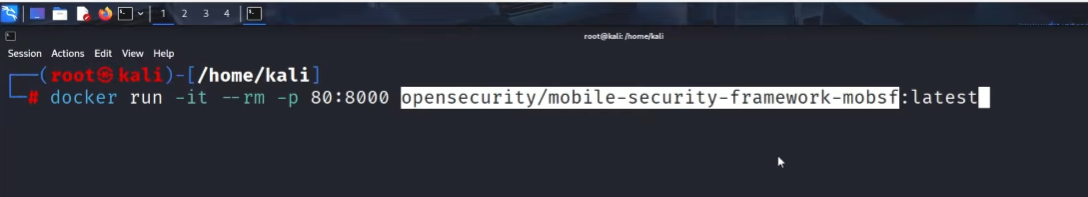 1 2 3 4
root@kali: /home/kali
Session Actions Edit View Help
(root㉿kali)-[/home/kali]
# docker run -it --rm -p 80:8000 opensecurity/mobile-security-framework-mobsf:latest